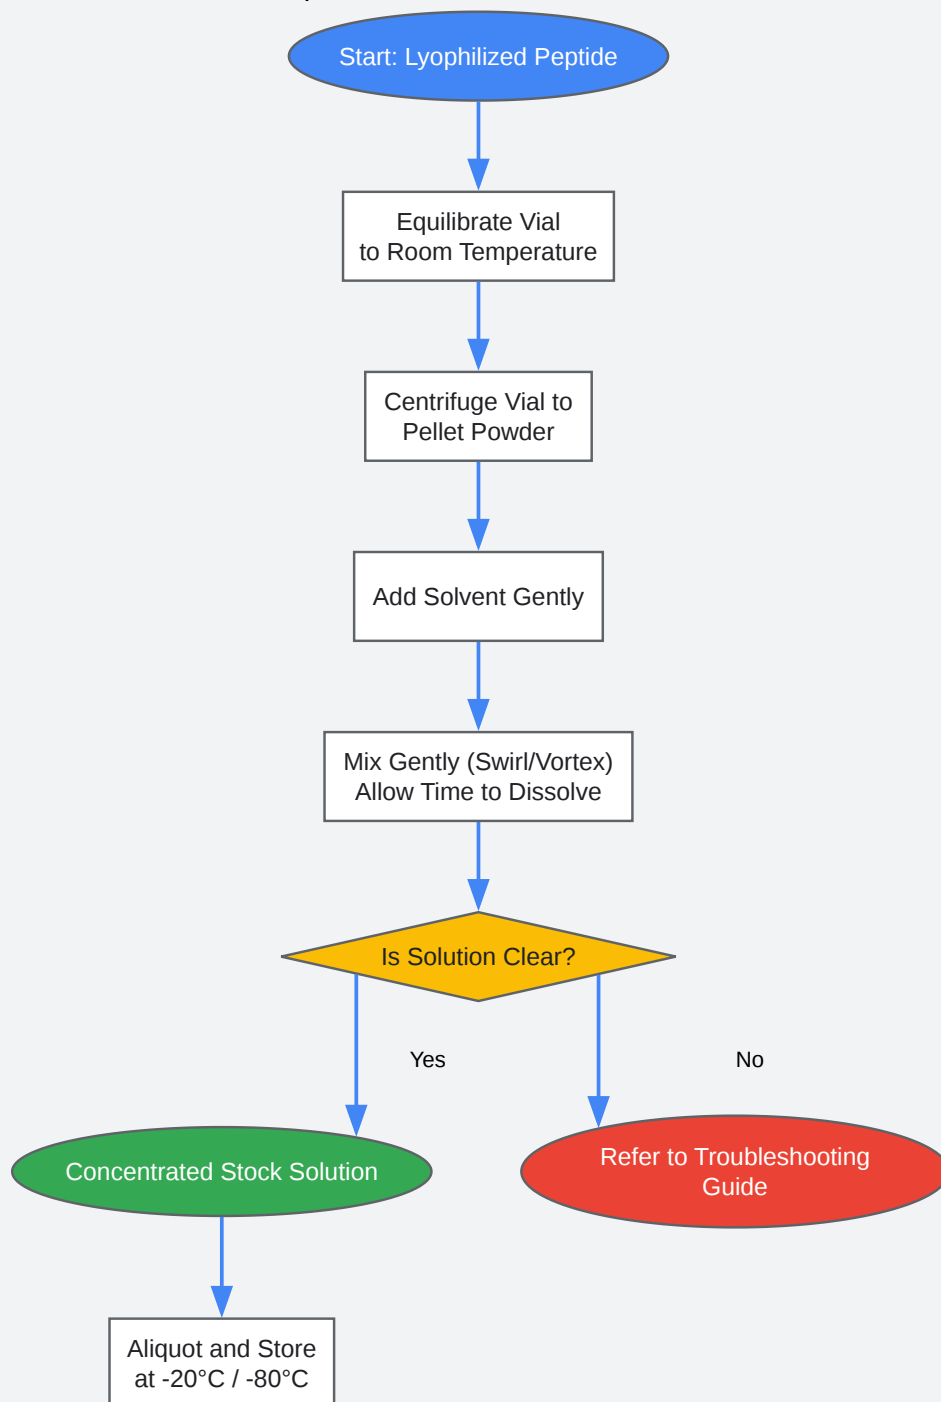 Start: Lyophilized Peptide
Equilibrate Vial
to Room Temperature
Centrifuge Vial to
Pellet Powder
Add Solvent Gently
Mix Gently (Swirl/Vortex)
Allow Time to Dissolve
Is Solution Clear?
Yes
No
Concentrated Stock Solution
Refer to Troubleshooting
Guide
Aliquot and Store
at -20°C / -80°C